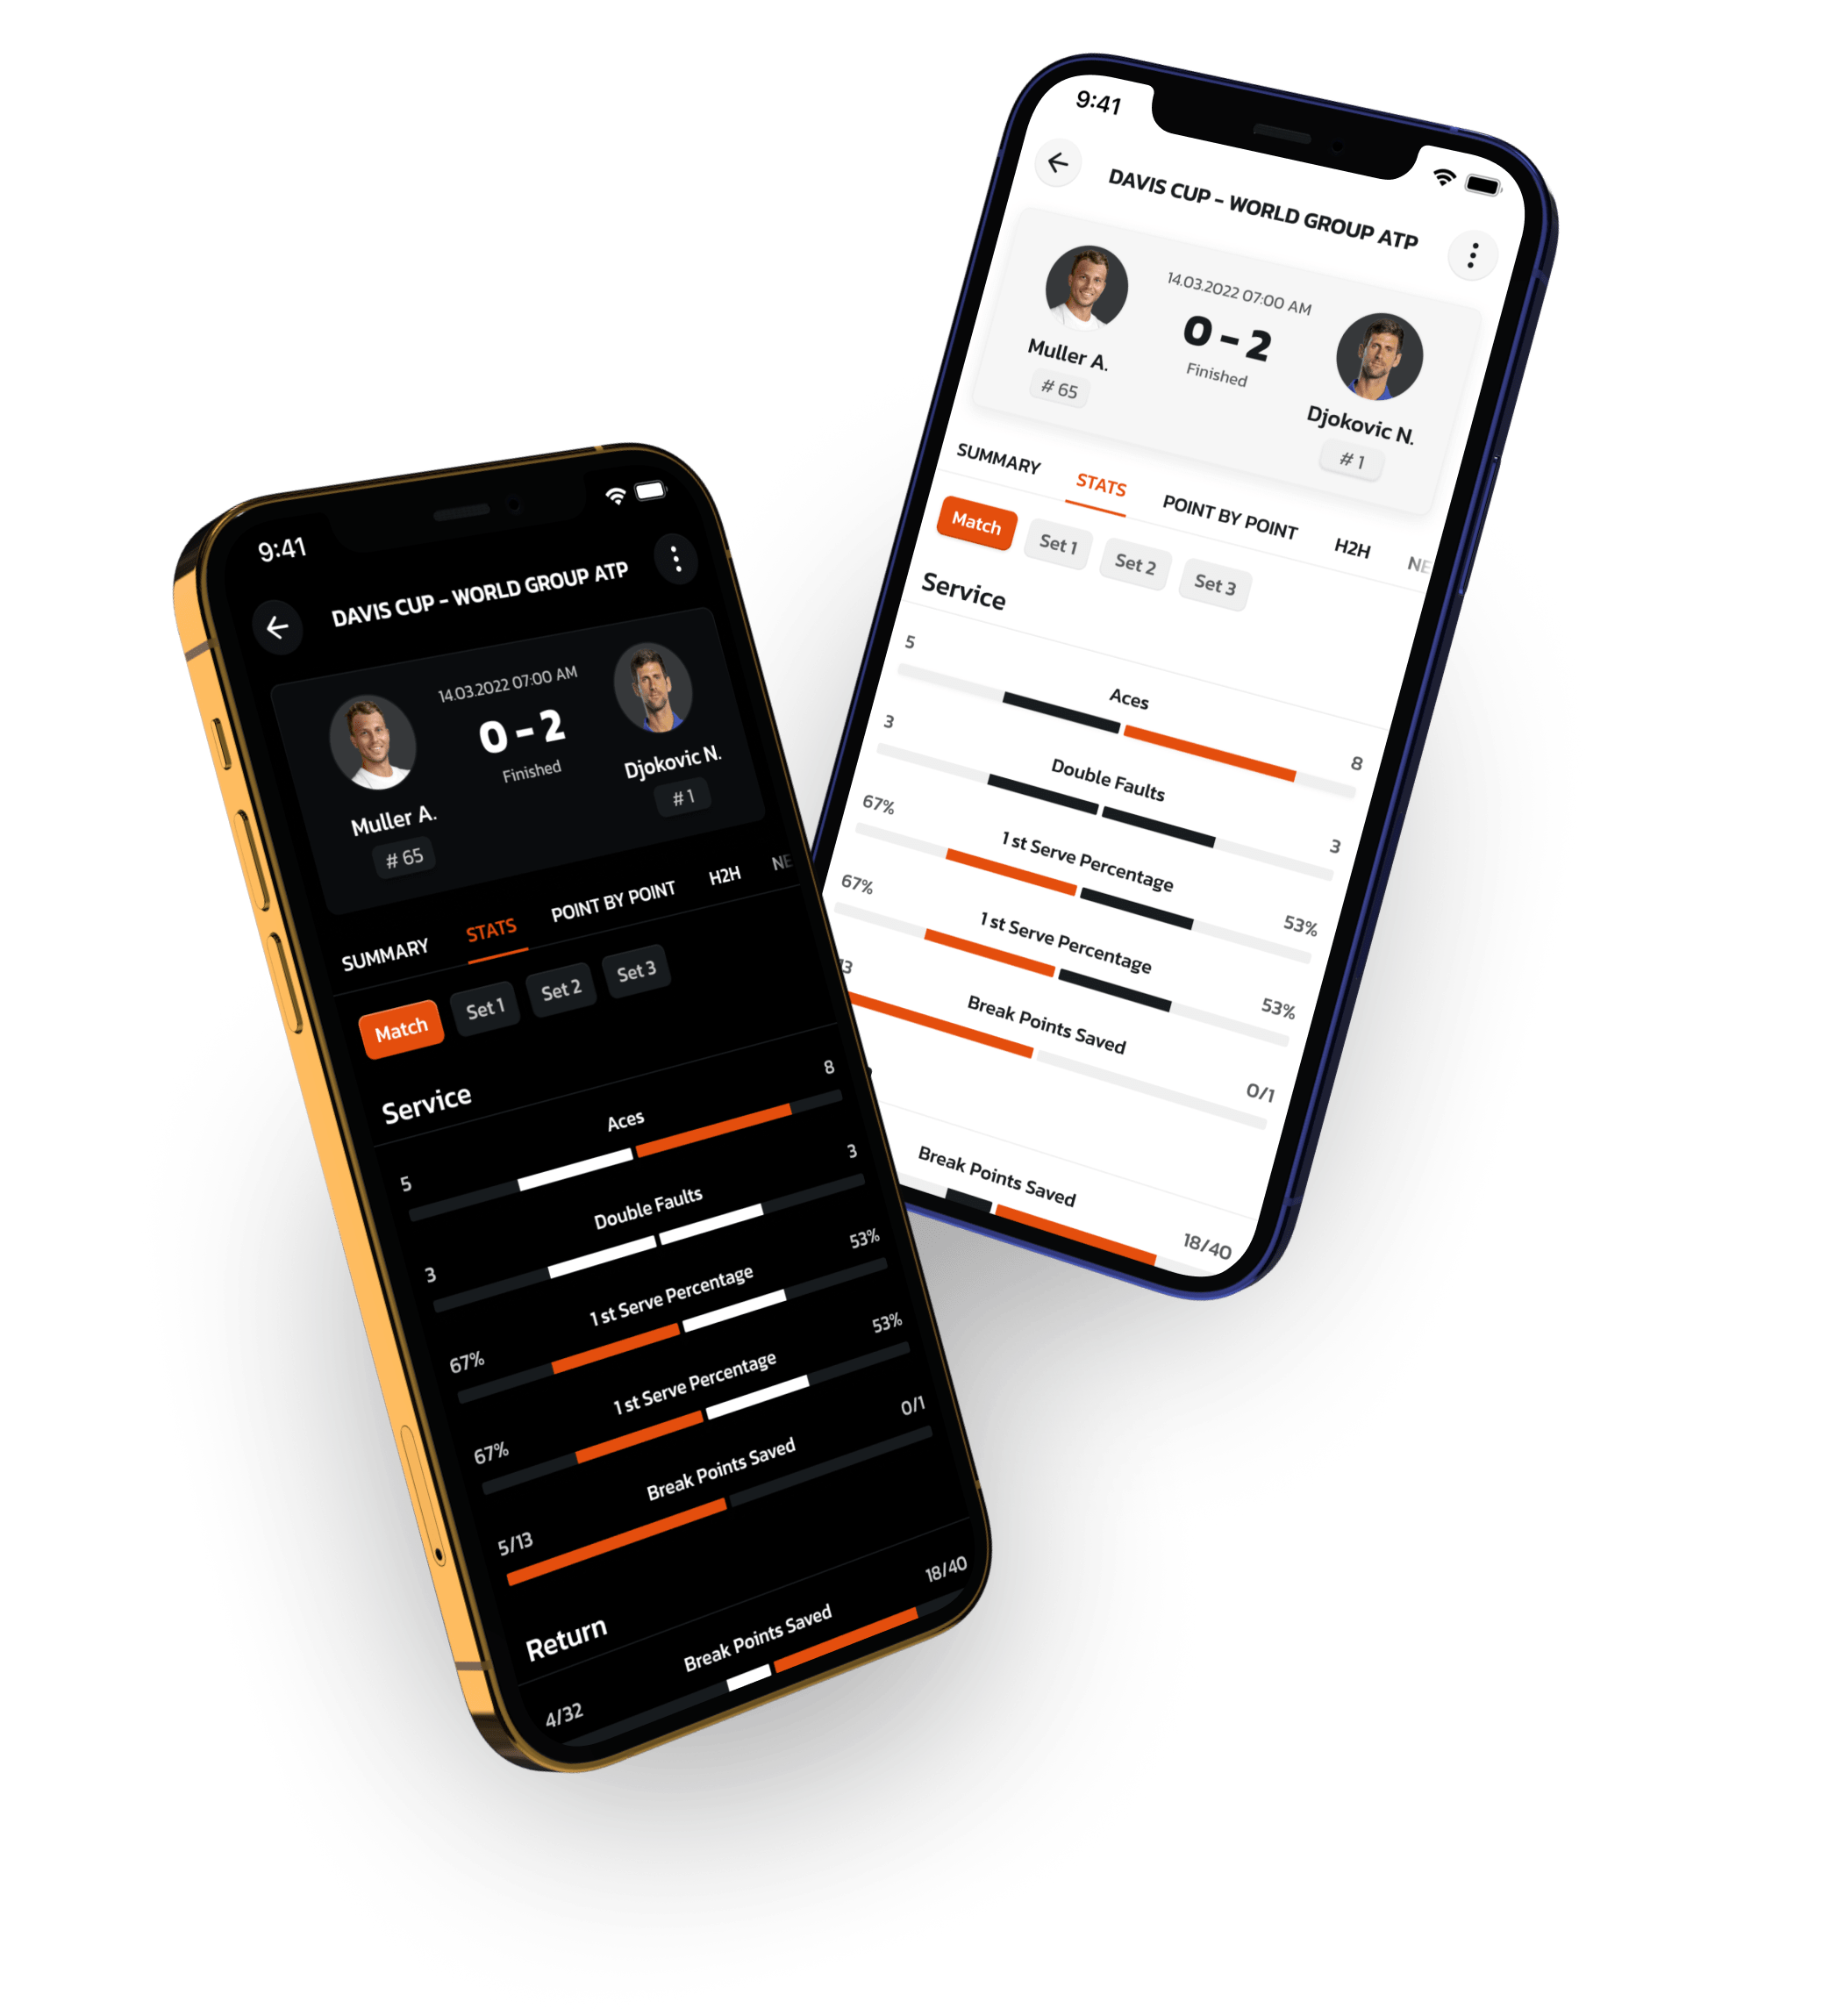 9:41
DAVIS CUP - WORLD GROUP ATP
14.03.2022 07:00 AM
0 - 2
Finished
Muller A.
# 65
Djokovic N.
# 1
SUMMARY STATS POINT BY POINT H2H NE
Match Set 1 Set 2 Set 3
Service
5 Aces 8
3 Double Faults 3
67% 1 st Serve Percentage 53%
67% 1 st Serve Percentage 53%
5/13 Break Points Saved 0/1
Return
4/32 Break Points Saved 18/40
9:41
DAVIS CUP - WORLD GROUP ATP
14.03.2022 07:00 AM
0 - 2
Finished
Muller A.
# 65
Djokovic N.
# 1
SUMMARY STATS POINT BY POINT H2H NE
Match Set 1 Set 2 Set 3
Service
5 Aces 8
3 Double Faults 3
67% 1 st Serve Percentage 53%
67% 1 st Serve Percentage 53%
13 Break Points Saved 0/1
Break Points Saved 18/40